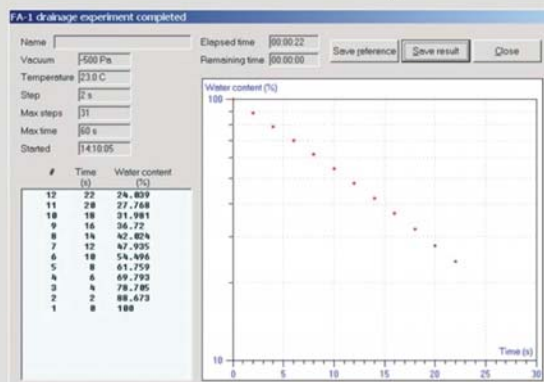 FA-1 drainage experiment completed
Name
Vacuum -500 Pa
Temperature 23.0 C
Step 2 s
Max steps 31
Max time 60 s
Started 14:10:05
Elapsed time 00:00:22
Remaining time 00:00:00
Save reference Save result Close
# Time Water content
(s) (%)
12 22 24.039
11 20 27.768
10 18 31.981
9 16 36.72
8 14 42.024
7 12 47.935
6 10 54.496
5 8 61.759
4 6 69.793
3 4 78.705
2 2 88.673
1 0 100
Water content (%)
100
10
0 5 10 15 20 25 30
Time (s)